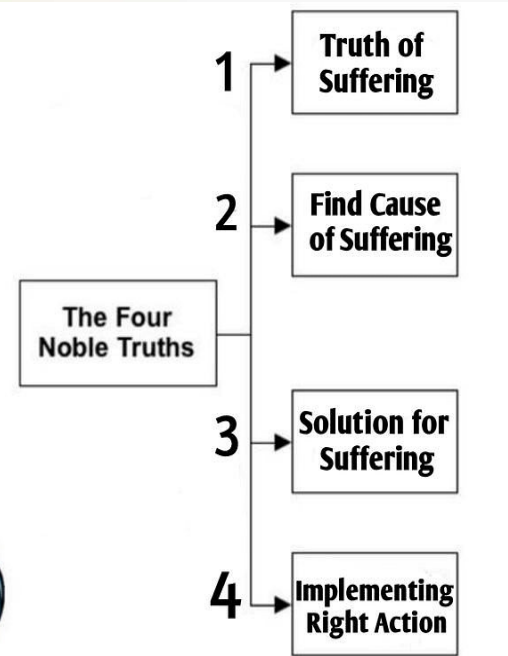 1
Truth of
Suffering
2
Find Cause
of Suffering
The Four
Noble Truths
3
Solution for
Suffering
4
Implementing
Right Action